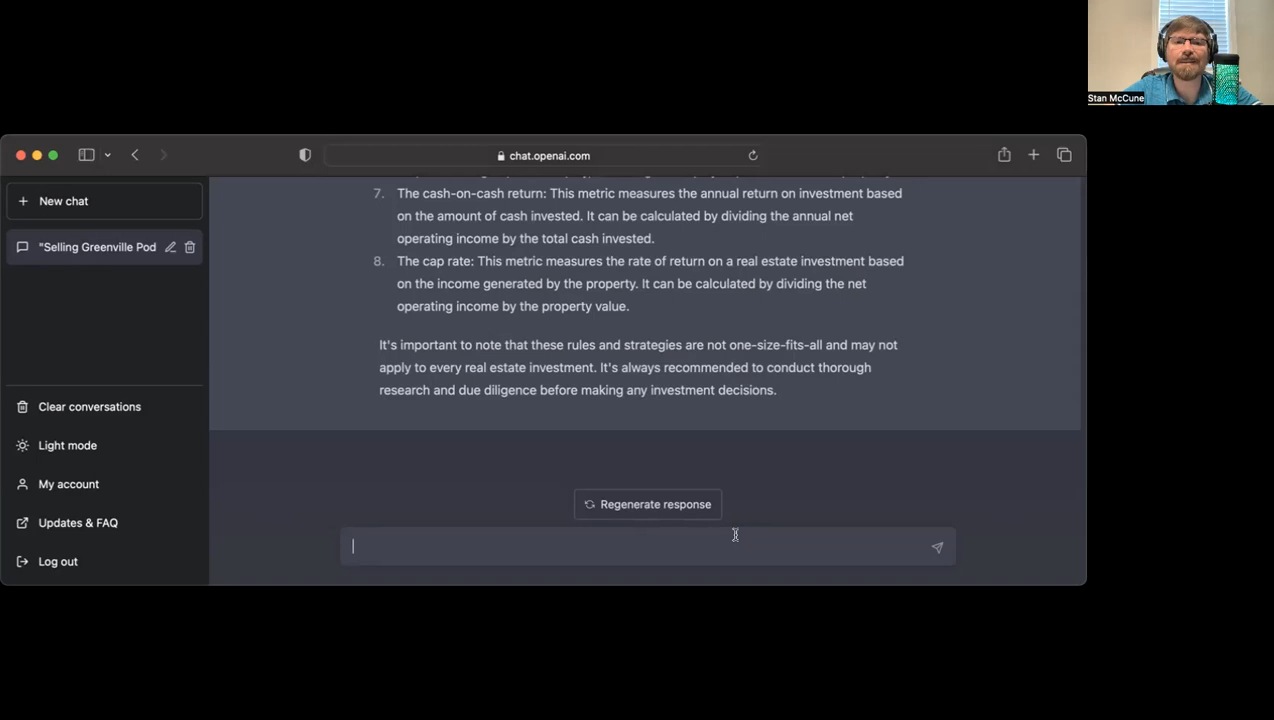 Stan McCune
chat.openai.com
New chat
"Selling Greenville Pod
Clear conversations
Light mode
My account
Updates & FAQ
Log out
7. The cash-on-cash return: This metric measures the annual return on investment based
on the amount of cash invested. It can be calculated by dividing the annual net
operating income by the total cash invested.
8. The cap rate: This metric measures the rate of return on a real estate investment based
on the income generated by the property. It can be calculated by dividing the net
operating income by the property value.
It's important to note that these rules and strategies are not one-size-fits-all and may not
apply to every real estate investment. It's always recommended to conduct thorough
research and due diligence before making any investment decisions.
Regenerate response